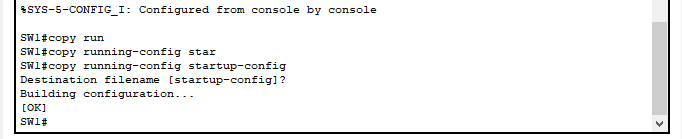 %SYS-5-CONFIG_I: Configured from console by console
SW1#copy run
SW1#copy running-config star
SW1#copy running-config startup-config
Destination filename [startup-config]?
Building configuration...
[OK]
SW1#